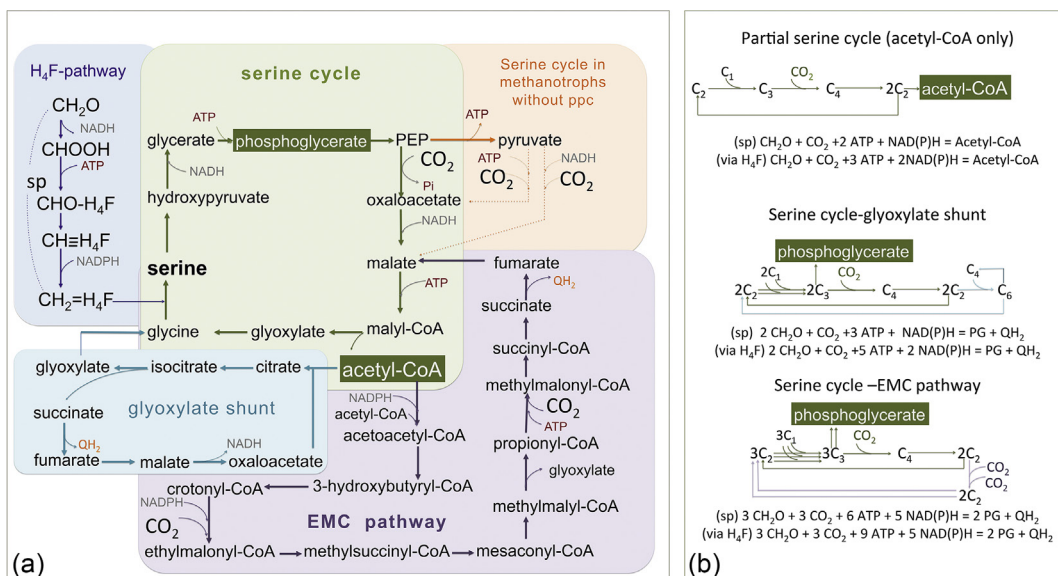 H₄F-pathway
CH₂O
NADH
CHOOH
ATP
sp
CHO-H₄F
CH≡H₄F
NADPH
CH₂=H₄F
serine cycle
glycerate
ATP
phosphoglycerate
PEP
NADH
CO₂
Pi
hydroxypyruvate
oxaloacetate
NADH
serine
malate
ATP
glycine
glyoxylate
malyl-CoA
acetyl-CoA
Serine cycle in
methanotrophs
without ppc
ATP
pyruvate
ATP
CO₂
NADH
CO₂
glyoxylate
isocitrate
citrate
succinate
glyoxylate shunt
QH₂
NADH
fumarate
malate
oxaloacetate
fumarate
QH₂
succinate
succinyl-CoA
methylmalonyl-CoA
CO₂
ATP
propionyl-CoA
glyoxylate
methylmalyl-CoA
NADPH
acetyl-CoA
acetoacetyl-CoA
crotonyl-CoA
3-hydroxybutyryl-CoA
NADPH
CO₂
EMC pathway
ethylmalonyl-CoA
methylsuccinyl-CoA
mesaconyl-CoA
(a)
Partial serine cycle (acetyl-CoA only)
C₂
C₁
C₃
CO₂
C₄
2C₂
acetyl-CoA
(sp) CH₂O + CO₂ +2 ATP + NAD(P)H = Acetyl-CoA
(via H₄F) CH₂O + CO₂ +3 ATP + 2NAD(P)H = Acetyl-CoA
Serine cycle-glyoxylate shunt
phosphoglycerate
2C₂
2C₁
2C₃
CO₂
C₄
2C₂
C₄
C₆
(sp) 2 CH₂O + CO₂ +3 ATP + NAD(P)H = PG + QH₂
(via H₄F) 2 CH₂O + CO₂ +5 ATP + 2 NAD(P)H = PG + QH₂
Serine cycle –EMC pathway
phosphoglycerate
3C₂
3C₁
3C₃
CO₂
C₄
2C₂
CO₂
CO₂
2C₂
(sp) 3 CH₂O + 3 CO₂ + 6 ATP + 5 NAD(P)H = 2 PG + QH₂
(via H₄F) 3 CH₂O + 3 CO₂ + 9 ATP + 5 NAD(P)H = 2 PG + QH₂
(b)